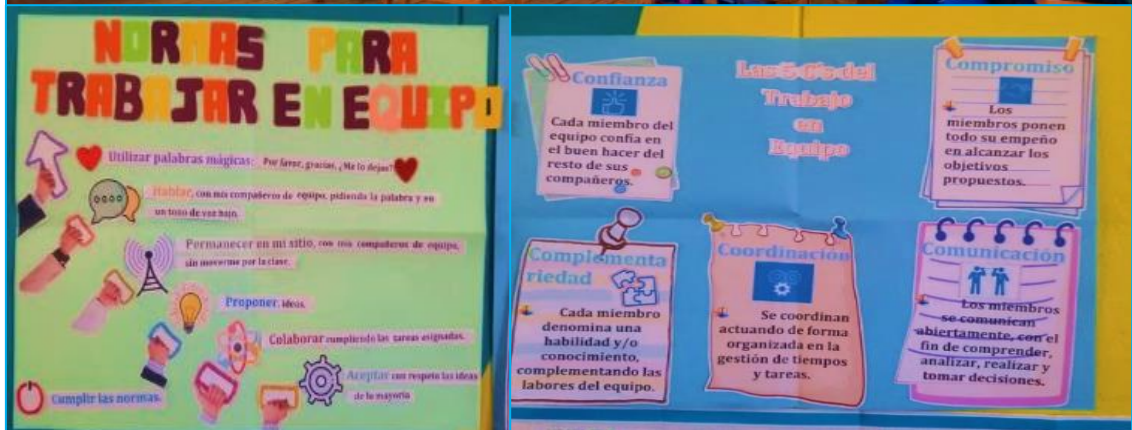 NORMAS PARA
TRABAJAR EN EQUIPO
Utilizar palabras mágicas: Por favor, gracias, ¿Me lo dejas?
Hablar, con mis compañeros de equipo, pidiendo la palabra y en
un tono de voz bajo.
Permanecer en mi sitio, con mis compañeros de equipo,
sin moverme por la clase.
Proponer. Ideas.
Colaborar cumpliendo las tareas asignadas.
Aceptar con respeto las ideas
de la mayoría
Cumplir las normas.
Las 5 C's del
Trabajo
en
Equipo
Confianza
Cada miembro del
equipo confía en
el buen hacer del
resto de sus
compañeros.
Compromiso
Los
miembros ponen
todo su empeño
en alcanzar los
objetivos
propuestos.
Complementa
riedad
Cada miembro
denomina una
habilidad y/o
conocimiento,
complementando las
labores del equipo.
Coordinación
Se coordinan
actuando de forma
organizada en la
gestión de tiempos
y tareas.
Comunicación
Los miembros
se comunican
abiertamente, con el
fin de comprender,
analizar, realizar y
tomar decisiones.